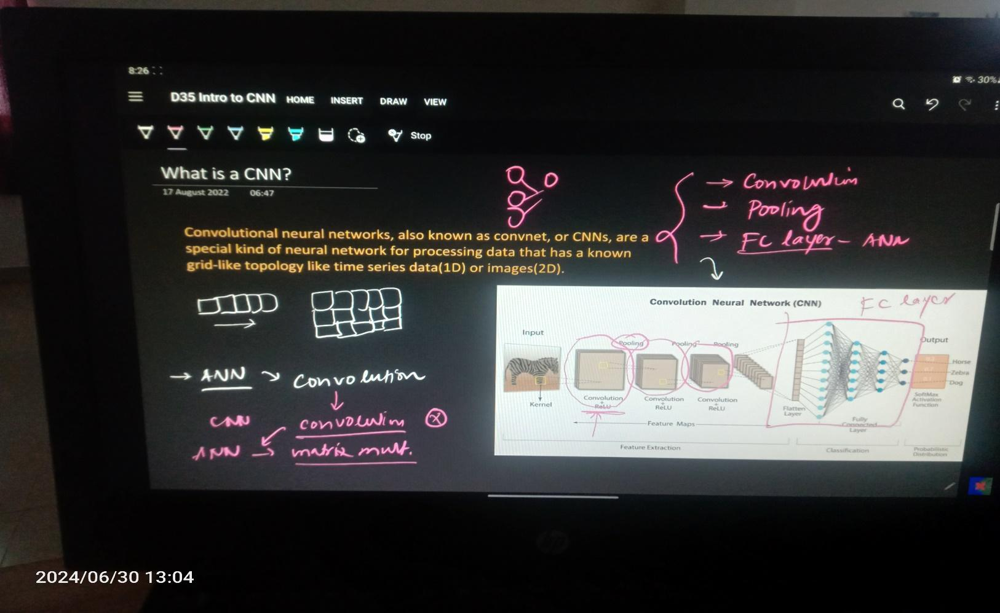 8:26
30%
D35 Intro to CNN HOME INSERT DRAW VIEW
Stop
What is a CNN?
17 August 2022 06:47
→ Convolution
→ Pooling
→ FC layer - ANN
Convolutional neural networks, also known as convnet, or CNNs, are a
special kind of neural network for processing data that has a known
grid-like topology like time series data(1D) or images(2D).
→ ANN → Convolution
CNN convolution
ANN → matrix mult.
Convolution Neural Network (CNN)
FC layer
Input
Pooling Pooling Pooling
Output
Horse
Zebra
Dog
Kernel
Convolution
+
ReLU
Convolution
+
ReLU
Convolution
+
ReLU
Flatten
Layer
Fully
Connected
Layer
SoftMax
Activation
Function
Feature Maps
Feature Extraction
Classification
Probabilistic
Distribution
hp
2024/06/30 13:04